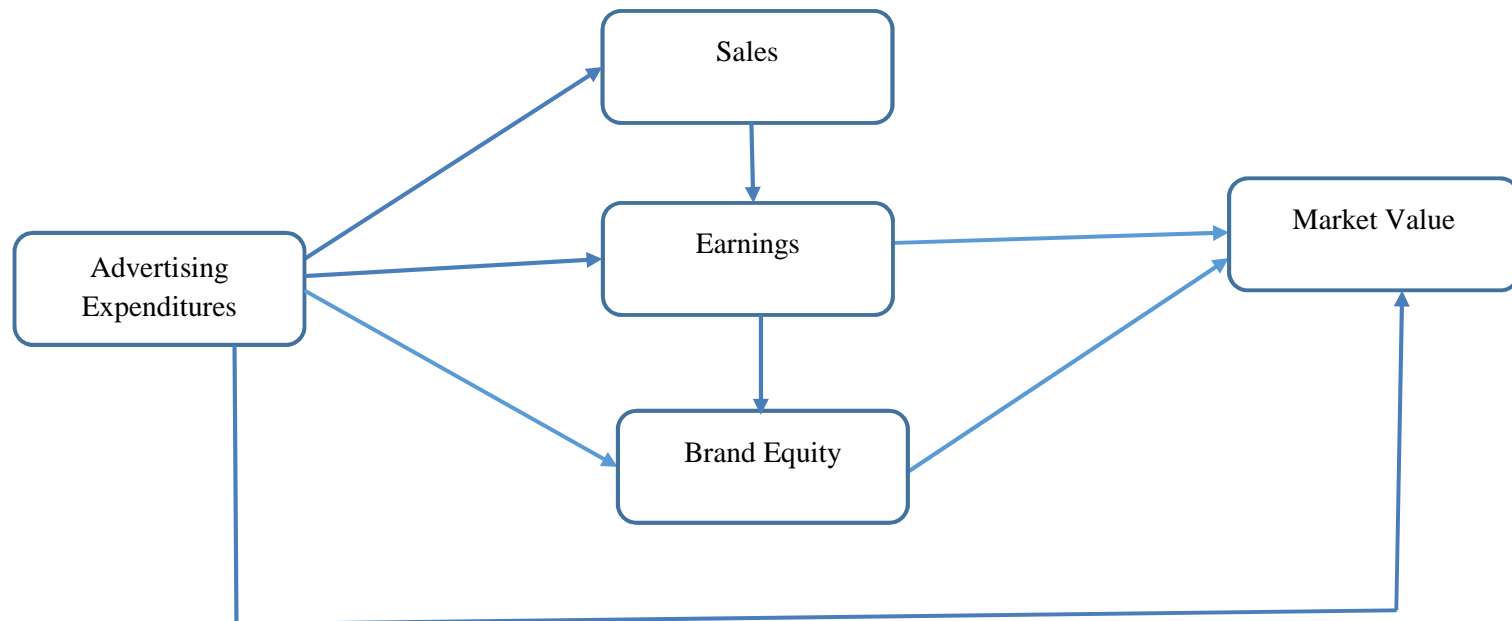 Sales
Earnings
Market Value
Advertising
Expenditures
Brand Equity